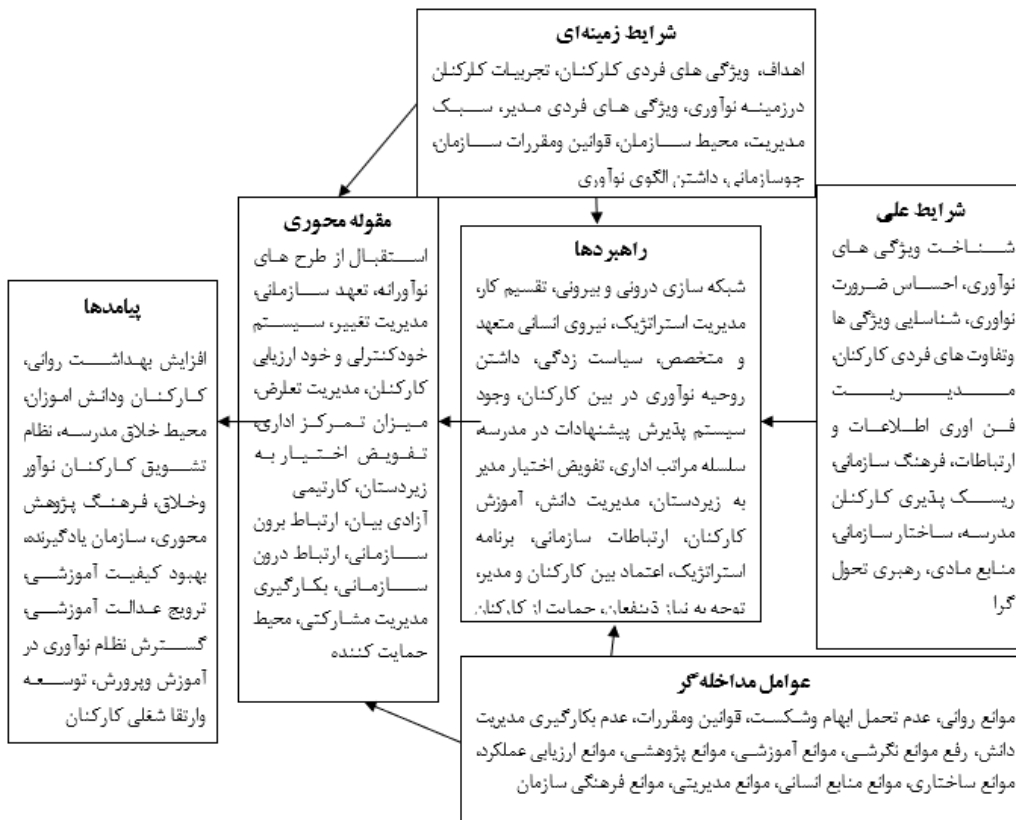 شرایط زمینه‌ای
اهداف، ویژگی های فردی کارکنان، تجربیات کارکنان
درزمینه نوآوری، ویژگی های فردی مدیر، سبک
مدیریت، محیط سازمان، قوانین ومقررات سازمان،
جوسازمانی، داشتن الگوی نوآوری
شرایط علی
شناخت ویژگی های
نوآوری، احساس ضرورت
نواوری، شناسایی ویژگی ها
وتفاوت های فردی کارکنان،
مدیریت
فن اوری اطلاعات و
ارتباطات، فرهنگ سازمانی،
ریسک پذیری کارکنان
مدرسه، ساختار سازمانی،
منابع مادی، رهبری تحول
گرا
راهبردها
شبکه سازی درونی و بیرونی، تقسیم کار،
مدیریت استراتژیک، نیروی انسانی متعهد
و متخصص، سیاست زدگی، داشتن
روحیه نوآوری در بین کارکنان، وجود
سیستم پذیرش پیشنهادات در مدرسه،
سلسله مراتب اداری، تفویض اختیار مدیر
به زیردستان، مدیریت دانش، آموزش
کارکنان، ارتباطات سازمانی، برنامه
استراتژیک، اعتماد بین کارکنان و مدیر،
توجه به نیاز ذینفعان، حمایت از کارکنان
مقوله محوری
استقبال از طرح های
نوآورانه، تعهد سازمانی،
مدیریت تغییر، سیستم
خودکنترلی و خود ارزیابی
کارکنان، مدیریت تعارض،
میزان تمرکز اداری،
تفویض اختیار به
زیردستان، کارتیمی
آزادی بیان، ارتباط برون
سازمانی، ارتباط درون
سازمانی، بکارگیری
مدیریت مشارکتی، محیط
حمایت کننده
پیامدها
افزایش بهداشت روانی،
کارکنان ودانش اموزان،
محیط خلاق مدرسه، نظام
تشویق کارکنان نوآور
وخلاق، فرهنگ پژوهش
محوری، سازمان یادگیرنده،
بهبود کیفیت آموزشی،
ترویج عدالت آموزشی،
گسترش نظام نوآوری در
آموزش وپرورش، توسعه
وارتقا شغلی کارکنان
عوامل مداخله‌گر
موانع روانی، عدم تحمل ابهام وشکست، قوانین ومقررات، عدم بکارگیری مدیریت
دانش، رفع موانع نگرشی، موانع آموزشی، موانع پژوهشی، موانع ارزیابی عملکرد،
موانع ساختاری، موانع منابع انسانی، موانع مدیریتی، موانع فرهنگی سازمان